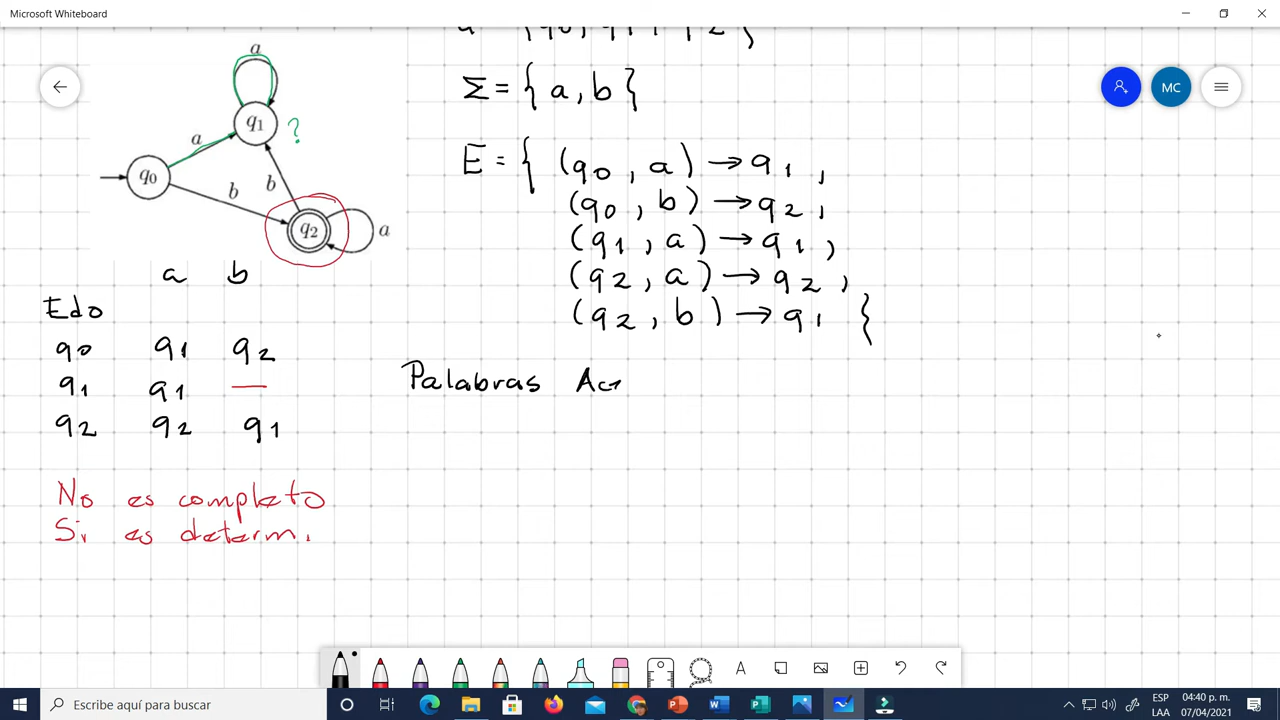 Microsoft Whiteboard
Σ = { a, b }
E = { (q0, a) → q1,
(q0, b) → q2,
(q1, a) → q1,
(q2, a) → q2,
(q2, b) → q1 }
a
a
q1
?
q0
b
b
q2
a
a b
Edo
q0 q1 q2
q1 q1 —
q2 q2 q1
No es completo
Si es determ.
Palabras Ac
MC
A
Escribe aquí para buscar
ESP
LAA
04:40 p. m.
07/04/2021